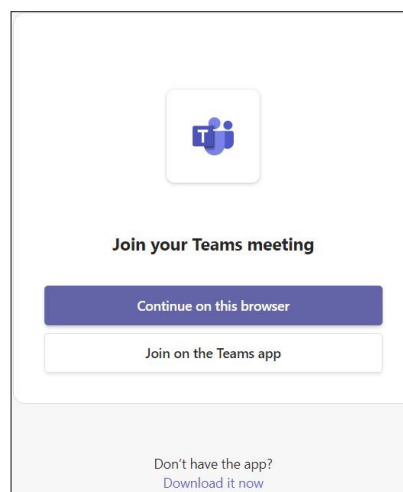 T
Join your Teams meeting
Continue on this browser
Join on the Teams app
Don't have the app?
Download it now